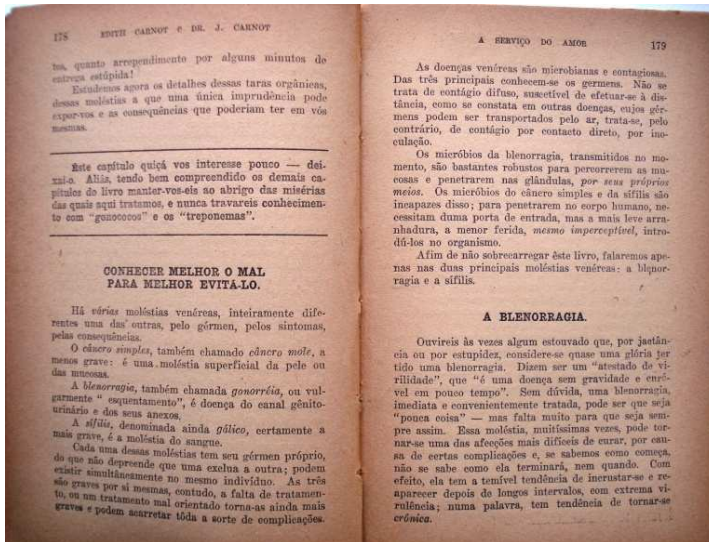 178 EDITH CARNOT e DR. J. CARNOT
tos, quanto arrependimento por alguns minutos de
entrega estúpida!
Estudemos agora os detalhes dessas taras orgânicas,
dessas moléstias a que uma única imprudência pode
expor-vos e as consequências que poderiam ter em vós
mesmas.
Êste capítulo quiçá vos interesse pouco — dei-
xai-o. Aliás, tendo bem compreendido os demais ca-
pítulos do livro manter-vos-eis ao abrigo das misérias
das quais aqui tratamos, e nunca travareis conhecimen-
to com "gonococos" e os "treponemas".
CONHECER MELHOR O MAL
PARA MELHOR EVITÁ-LO.
Há várias moléstias venéreas, inteiramente dife-
rentes uma das outras, pelo gérmen, pelos sintomas,
pelas consequências.
O câncro simples, também chamado câncro mole, a
menos grave: é uma moléstia superficial da pele ou
das mucosas.
A blenorragia, também chamada gonorréia, ou vul-
garmente " esquentamento", é doença do canal gênito-
urinário e dos seus anexos.
A sífilis, denominada ainda gálico, certamente a
mais grave, é a moléstia do sangue.
Cada uma dessas moléstias tem seu gérmen próprio,
do que não depreende que uma exclua a outra; podem
existir simultâneamente no mesmo indivíduo. As três
são graves por si mesmas, contudo, a falta de tratamen-
to, ou um tratamento mal orientado torna-as ainda mais
graves e podem acarretar tôda a sorte de complicações.
A SERVIÇO DO AMOR 179
As doenças venéreas são microbianas e contagiosas.
Das três principais conhecem-se os germens. Não se
trata de contágio difuso, suscetível de efetuar-se à dis-
tância, como se constata em outras doenças, cujos gér-
mens podem ser transportados pelo ar, trata-se, pelo
contrário, de contágio por contacto direto, por ino-
culação.
Os micróbios da blenorragia, transmitidos no mo-
mento, são bastantes robustos para percorrerem as mu-
cosas e penetrarem nas glândulas, por seus próprios
meios. Os micróbios do câncro simples e da sífilis são
incapazes disso; para penetrarem no corpo humano, ne-
cessitam duma porta de entrada, mas a mais leve arra-
nhadura, a menor ferida, mesmo imperceptível, intro-
dú-los no organismo.
Afim de não sobrecarregar êste livro, falaremos ape-
nas nas duas principais moléstias venéreas: a blenor-
ragia e a sífilis.
A BLENORRAGIA.
Ouvireis às vezes algum estouvado que, por jactân-
cia ou por estupidez, considere-se quase uma glória ter
tido uma blenorragia. Dizem ser um "atestado de vi-
rilidade", que "é uma doença sem gravidade e curá-
vel em pouco tempo". Sem dúvida, uma blenorragia,
imediata e convenientemente tratada, pode ser que seja
"pouca coisa" — mas falta muito para que seja sem-
pre assim. Essa moléstia, muitíssimas vezes, pode tor-
nar-se uma das afecções mais difíceis de curar, por cau-
sa de certas complicações e, se sabemos como começa,
não se sabe como ela terminará, nem quando. Com
efeito, ela tem a temível tendência de incrustar-se e re-
aparecer depois de longos intervalos, com extrema vi-
rulência; numa palavra, tem tendência de tornar-se
crônica.